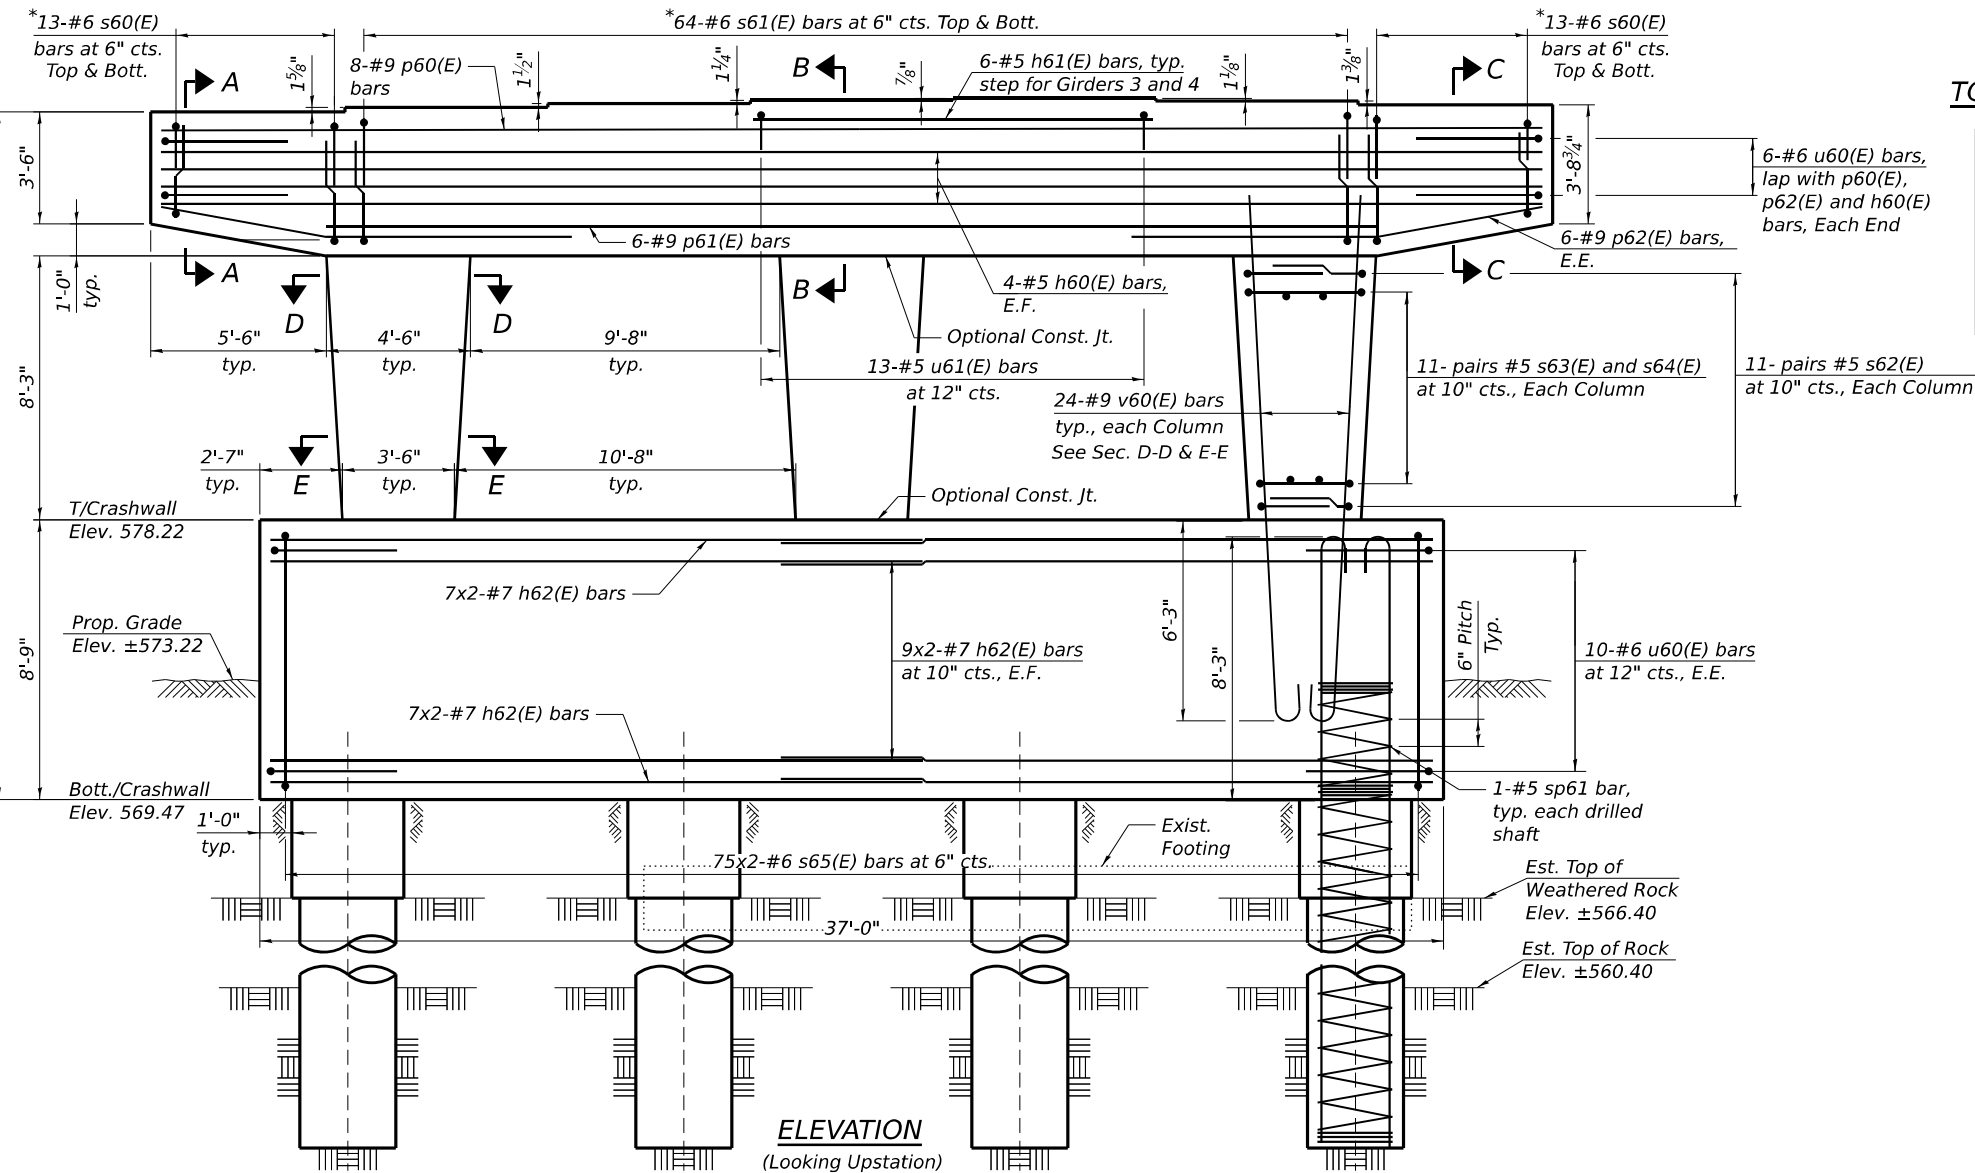 *13-#6 s60(E)
bars at 6" cts.
Top & Bott.
*64-#6 s61(E) bars at 6" cts. Top & Bott.
*13-#6 s60(E)
bars at 6" cts.
Top & Bott.
A
1⅝"
8-#9 p60(E)
bars
1½"
1¼"
B
⅞"
6-#5 h61(E) bars, typ.
step for Girders 3 and 4
1⅛"
1⅜"
C
3'-6"
3'-8¾"
6-#6 u60(E) bars,
lap with p60(E),
p62(E) and h60(E)
bars, Each End
6-#9 p61(E) bars
6-#9 p62(E) bars,
E.E.
1'-0"
typ.
A
D
D
B
4-#5 h60(E) bars,
E.F.
C
Optional Const. Jt.
5'-6"
typ.
4'-6"
typ.
9'-8"
typ.
8'-3"
13-#5 u61(E) bars
at 12" cts.
11- pairs #5 s63(E) and s64(E)
at 10" cts., Each Column
11- pairs #5 s62(E)
at 10" cts., Each Column
24-#9 v60(E) bars
typ., each Column
See Sec. D-D & E-E
2'-7"
typ.
E
3'-6"
typ.
E
10'-8"
typ.
Optional Const. Jt.
T/Crashwall
Elev. 578.22
7x2-#7 h62(E) bars
Prop. Grade
Elev. ±573.22
8'-9"
9x2-#7 h62(E) bars
at 10" cts., E.F.
6'-3"
8'-3"
6" Pitch
Typ.
10-#6 u60(E) bars
at 12" cts., E.E.
7x2-#7 h62(E) bars
Bott./Crashwall
Elev. 569.47
1'-0"
typ.
1-#5 sp61 bar,
typ. each drilled
shaft
Exist.
Footing
75x2-#6 s65(E) bars at 6" cts.
Est. Top of
Weathered Rock
Elev. ±566.40
37'-0"
Est. Top of Rock
Elev. ±560.40
ELEVATION
(Looking Upstation)